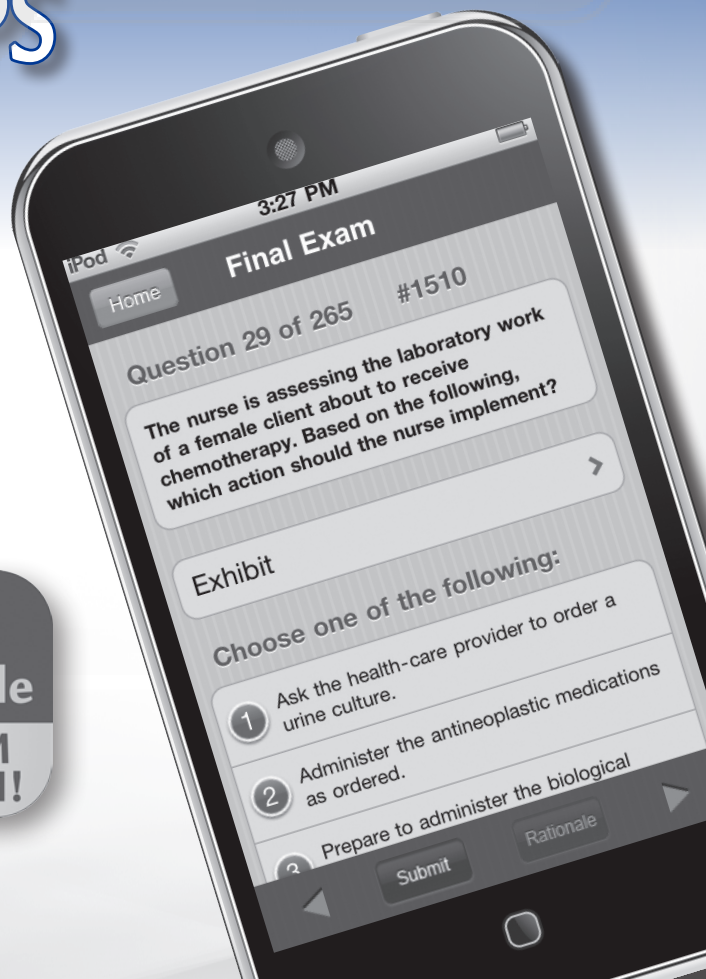 PS
iPod
3:27 PM
Home
Final Exam
Question 29 of 265 #1510
The nurse is assessing the laboratory work
of a female client about to receive
chemotherapy. Based on the following,
which action should the nurse implement?
Exhibit
Choose one of the following:
1 Ask the health-care provider to order a
urine culture.
2 Administer the antineoplastic medications
as ordered.
3 Prepare to administer the biological
Submit
Rationale